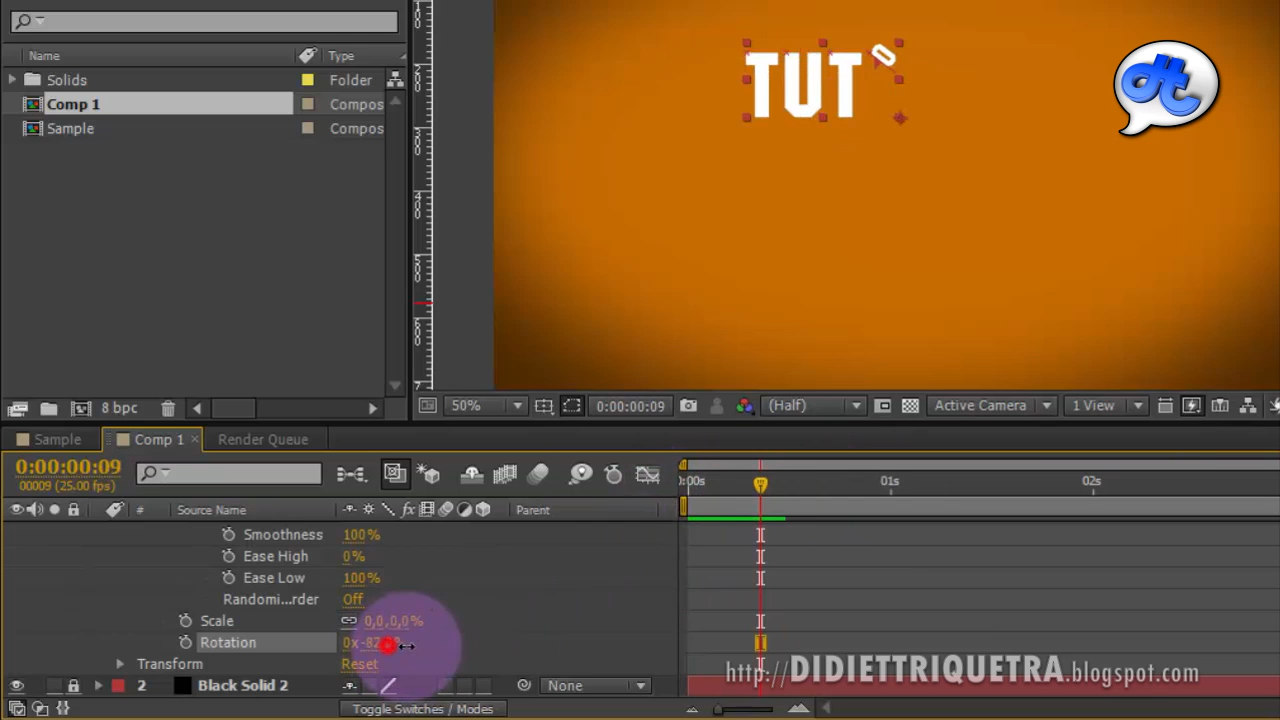 Name Type
Solids Folder
Comp 1 Compos
Sample Compos
8 bpc
TUT O
dt
50% 0:00:00:09 (Half) Active Camera 1 View
Sample Comp 1 × Render Queue
0:00:00:09
00009 (25.00 fps)
# Source Name fx Parent
0:00s 01s 02s
Smoothness 100%
Ease High 0%
Ease Low 100%
Randomi...rder Off
Scale 0,0,0,0%
Rotation
Transform Reset
2 Black Solid 2 None
Toggle Switches / Modes
http://DIDIETTRIQUETRA.blogspot.com